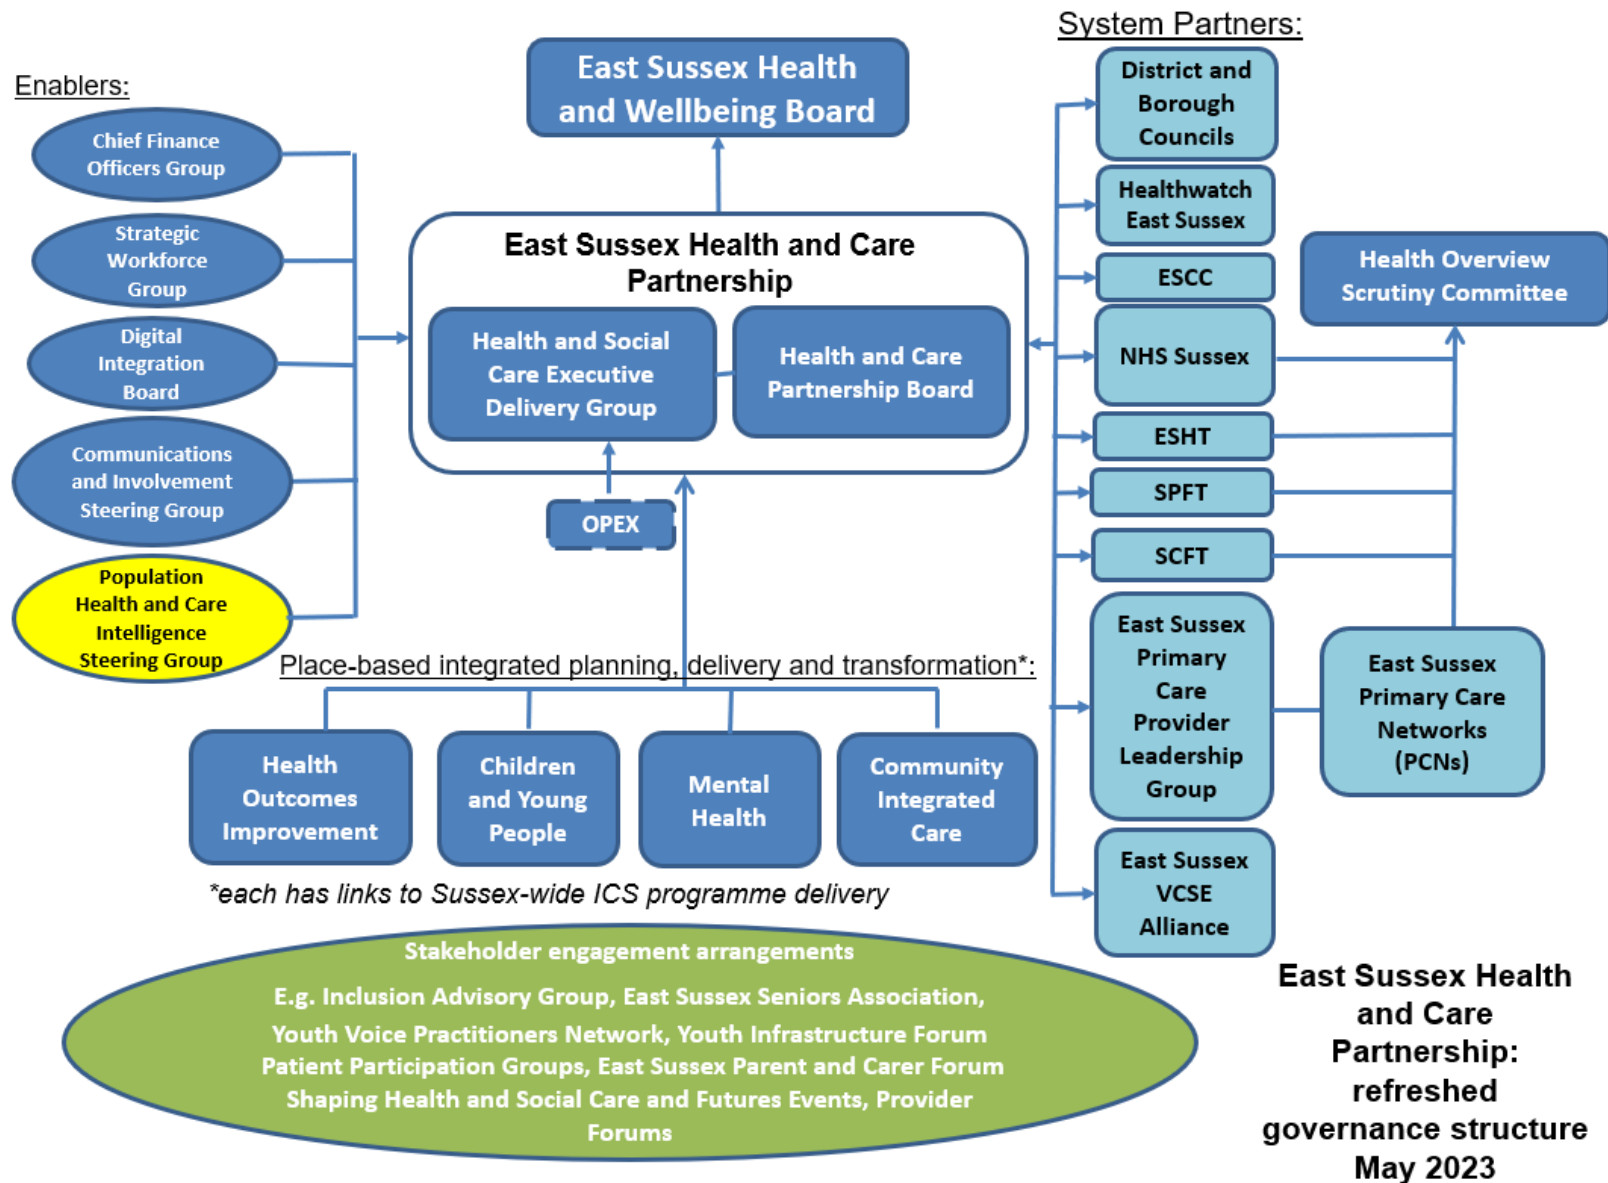 System Partners:
East Sussex Health
and Wellbeing Board
District and
Borough
Councils
Enablers:
Chief Finance
Officers Group
Healthwatch
East Sussex
Strategic
Workforce
Group
East Sussex Health and Care
Partnership
ESCC
Health Overview
Scrutiny Committee
Digital
Integration
Board
Health and Social
Care Executive
Delivery Group
Health and Care
Partnership Board
NHS Sussex
Communications
and Involvement
Steering Group
ESHT
SPFT
OPEX
SCFT
Population
Health and Care
Intelligence
Steering Group
East Sussex
Primary
Care
Provider
Leadership
Group
East Sussex
Primary Care
Networks
(PCNs)
Place-based integrated planning, delivery and transformation*:
Health
Outcomes
Improvement
Children
and Young
People
Mental
Health
Community
Integrated
Care
East Sussex
VCSE
Alliance
*each has links to Sussex-wide ICS programme delivery
Stakeholder engagement arrangements
E.g. Inclusion Advisory Group, East Sussex Seniors Association,
Youth Voice Practitioners Network, Youth Infrastructure Forum
Patient Participation Groups, East Sussex Parent and Carer Forum
Shaping Health and Social Care and Futures Events, Provider
Forums
East Sussex Health
and Care
Partnership:
refreshed
governance structure
May 2023